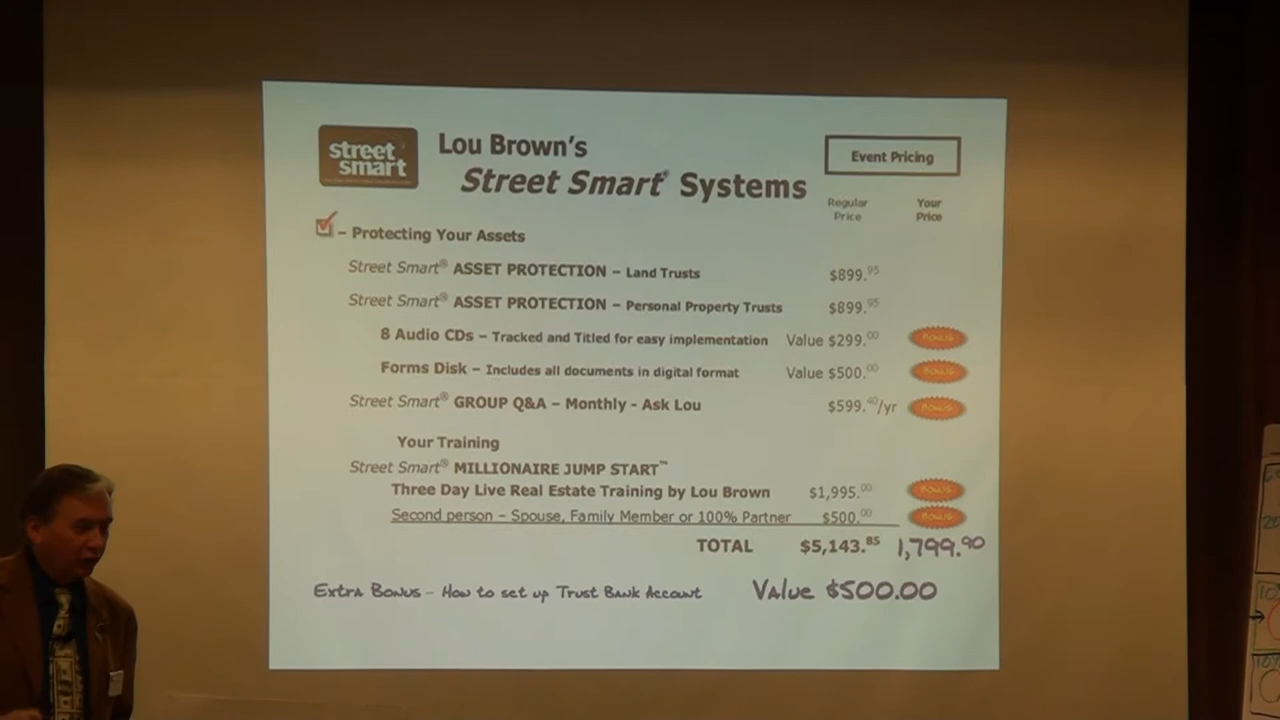 street smart
Lou Brown's
Street Smart® Systems
Event Pricing
Regular Price
Your Price
– Protecting Your Assets
Street Smart® ASSET PROTECTION – Land Trusts $899.95
Street Smart® ASSET PROTECTION – Personal Property Trusts $899.95
8 Audio CDs – Tracked and Titled for easy implementation Value $299.00 BONUS
Forms Disk – Includes all documents in digital format Value $500.00 BONUS
Street Smart® GROUP Q&A – Monthly - Ask Lou $599.40/yr BONUS
Your Training
Street Smart® MILLIONAIRE JUMP START™
Three Day Live Real Estate Training by Lou Brown $1,995.00 BONUS
Second person – Spouse, Family Member or 100% Partner $500.00 BONUS
TOTAL $5,143.85 1,799.90
Extra Bonus - How to set up Trust Bank Account Value $500.00